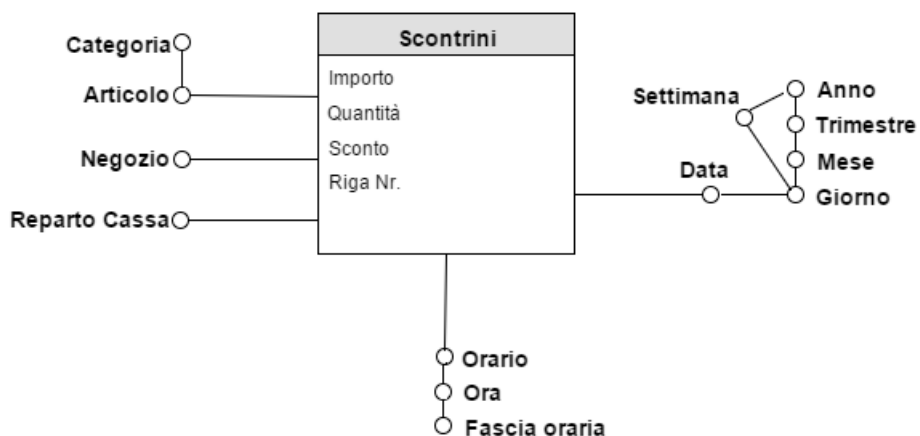 Scontrini
Importo
Quantità
Sconto
Riga Nr.
Categoria
Articolo
Negozio
Reparto Cassa
Settimana
Anno
Trimestre
Mese
Data
Giorno
Orario
Ora
Fascia oraria